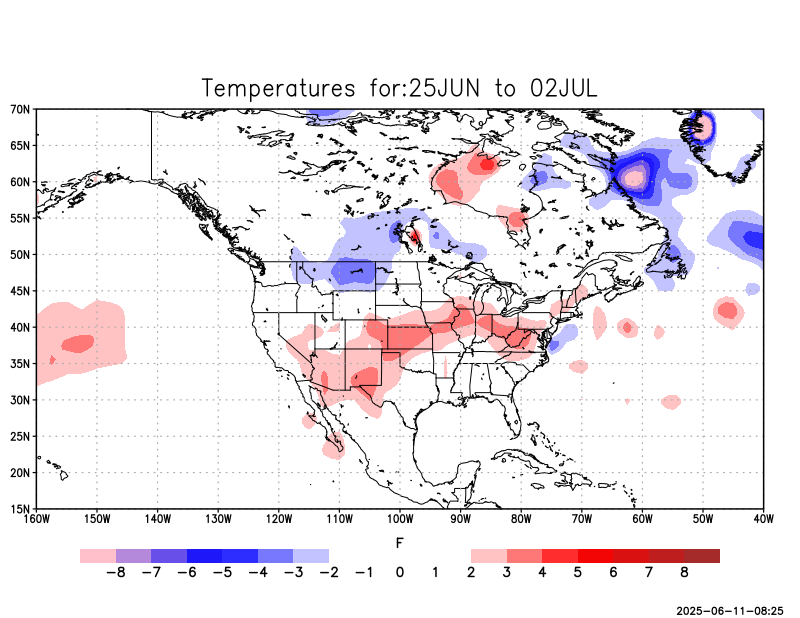 Temperatures for:25JUN to 02JUL
70N
65N
60N
55N
50N
45N
40N
35N
30N
25N
20N
15N
160W 150W 140W 130W 120W 110W 100W 90W 80W 70W 60W 50W 40W
F
−8 −7 −6 −5 −4 −3 −2 −1 0 1 2 3 4 5 6 7 8
2025-06-11-08:25